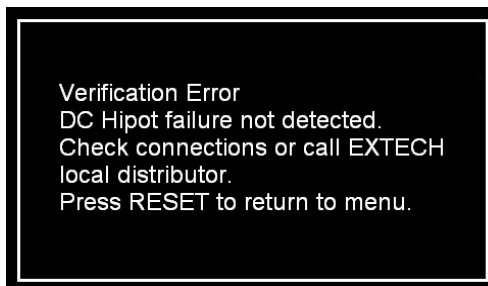 Verification Error
DC Hipot failure not detected.
Check connections or call EXTECH
local distributor.
Press RESET to return to menu.